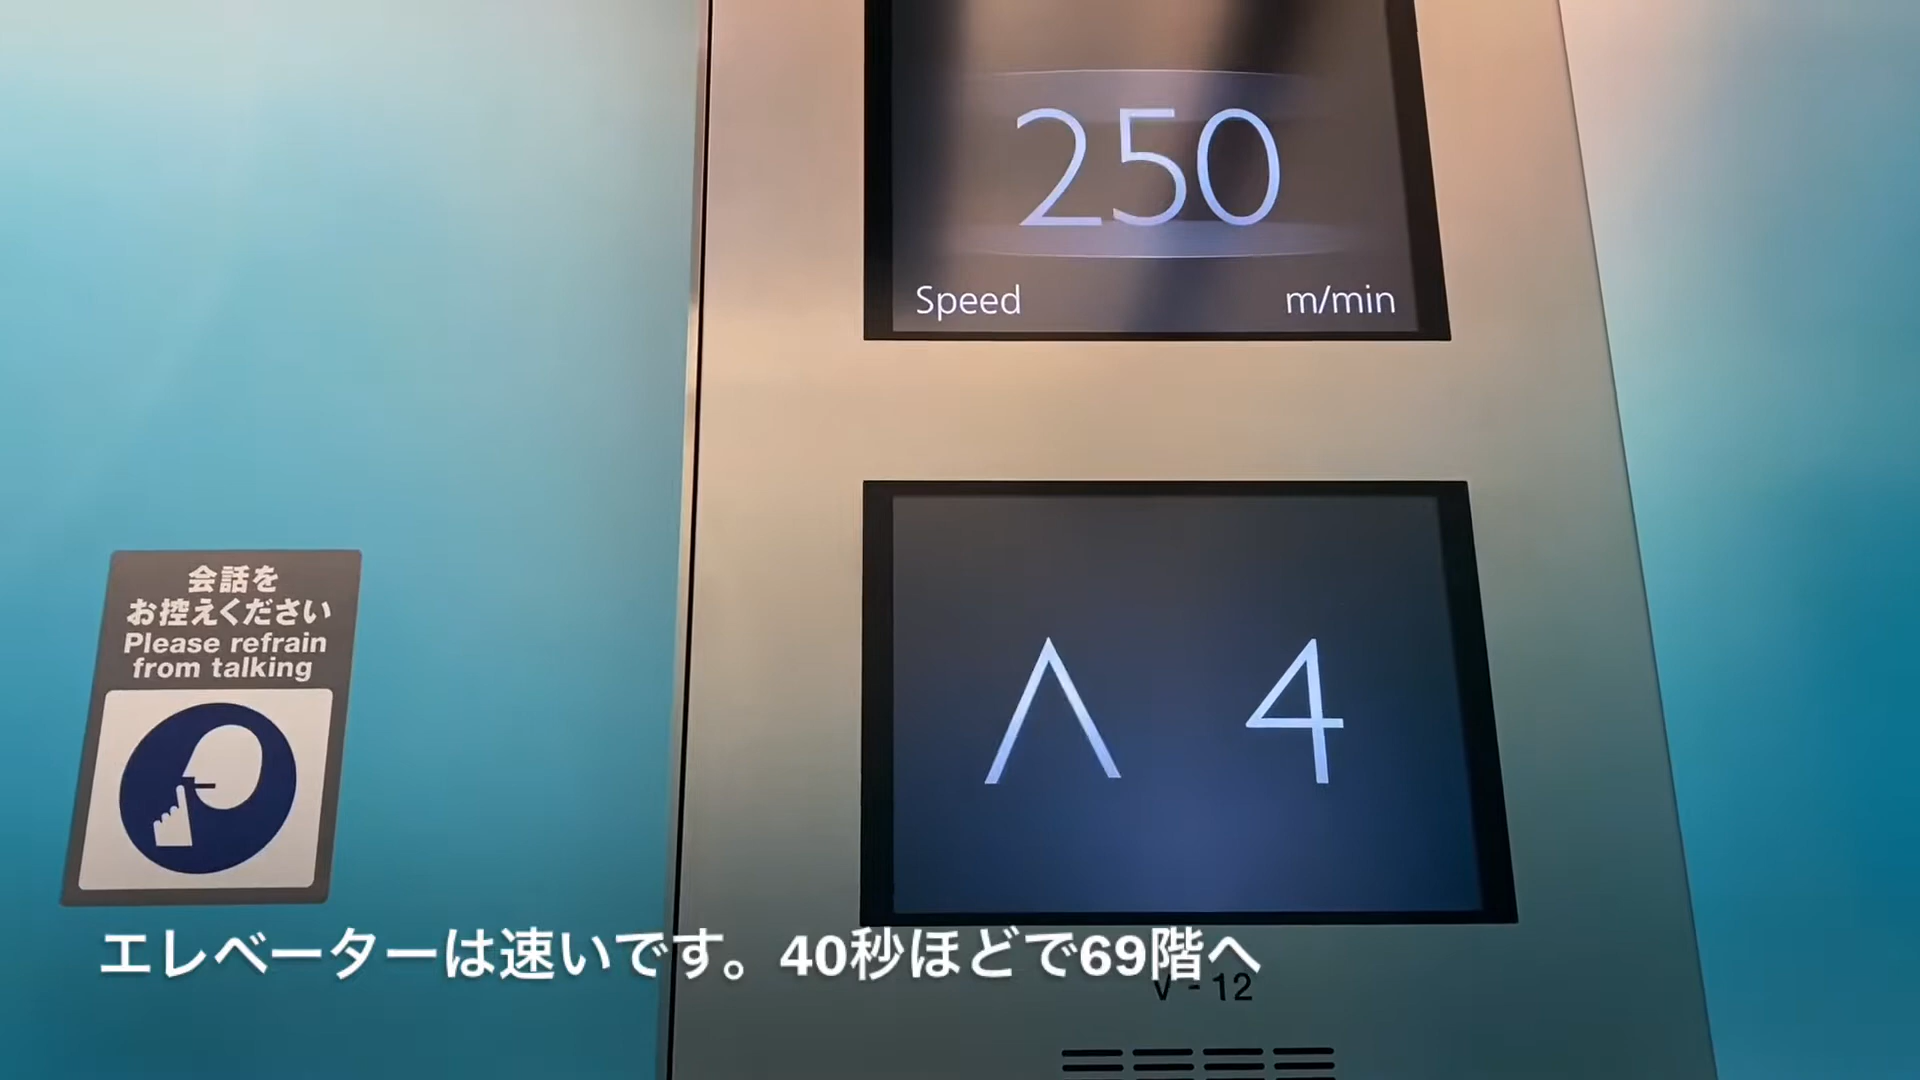 250
Speed m/min
∧ 4
会話を
お控えください
Please refrain
from talking
エレベーターは速いです。40秒ほどで69階へ
V - 12